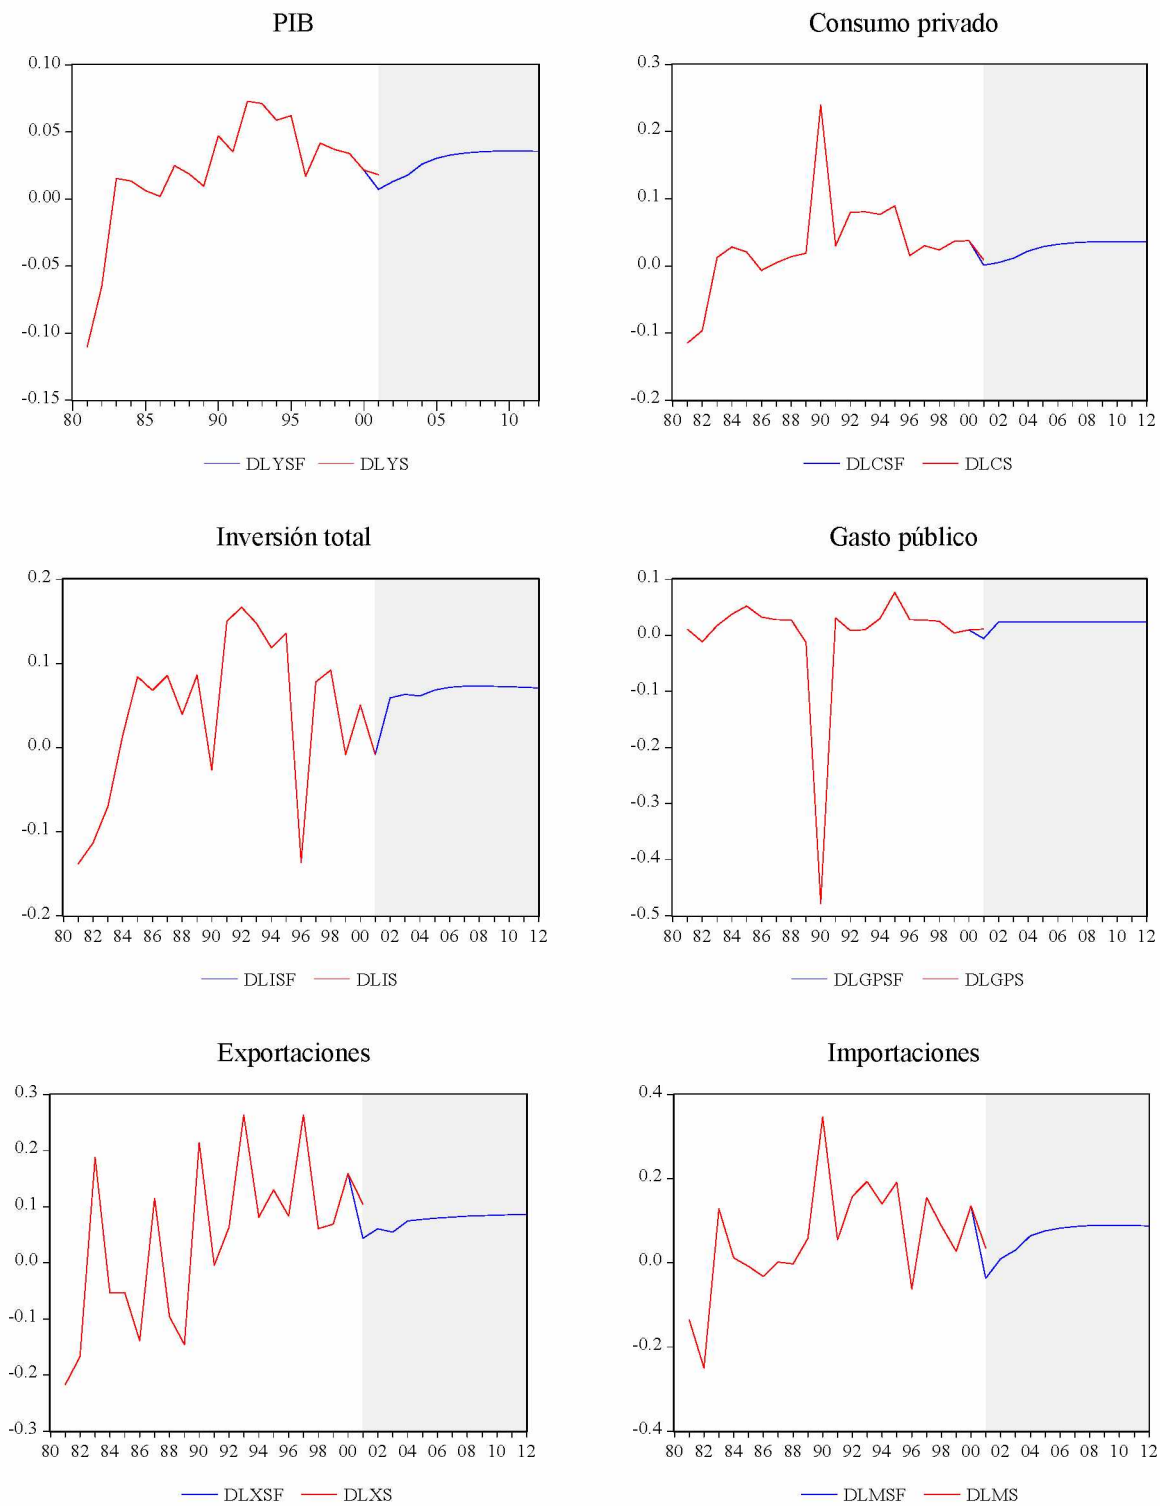 PIB
0.10
0.05
0.00
-0.05
-0.10
-0.15
80 85 90 95 00 05 10
DLYSF DLYS
Consumo privado
0.3
0.2
0.1
0.0
-0.1
-0.2
80 82 84 86 88 90 92 94 96 98 00 02 04 06 08 10 12
DLCSF DLCS
Inversión total
0.2
0.1
0.0
-0.1
-0.2
80 82 84 86 88 90 92 94 96 98 00 02 04 06 08 10 12
DLISF DLIS
Gasto público
0.1
0.0
-0.1
-0.2
-0.3
-0.4
-0.5
80 82 84 86 88 90 92 94 96 98 00 02 04 06 08 10 12
DLGPSF DLGPS
Exportaciones
0.3
0.2
0.1
0.0
-0.1
-0.2
-0.3
80 82 84 86 88 90 92 94 96 98 00 02 04 06 08 10 12
DLXSF DLXS
Importaciones
0.4
0.2
0.0
-0.2
-0.4
80 82 84 86 88 90 92 94 96 98 00 02 04 06 08 10 12
DLMSF DLMS